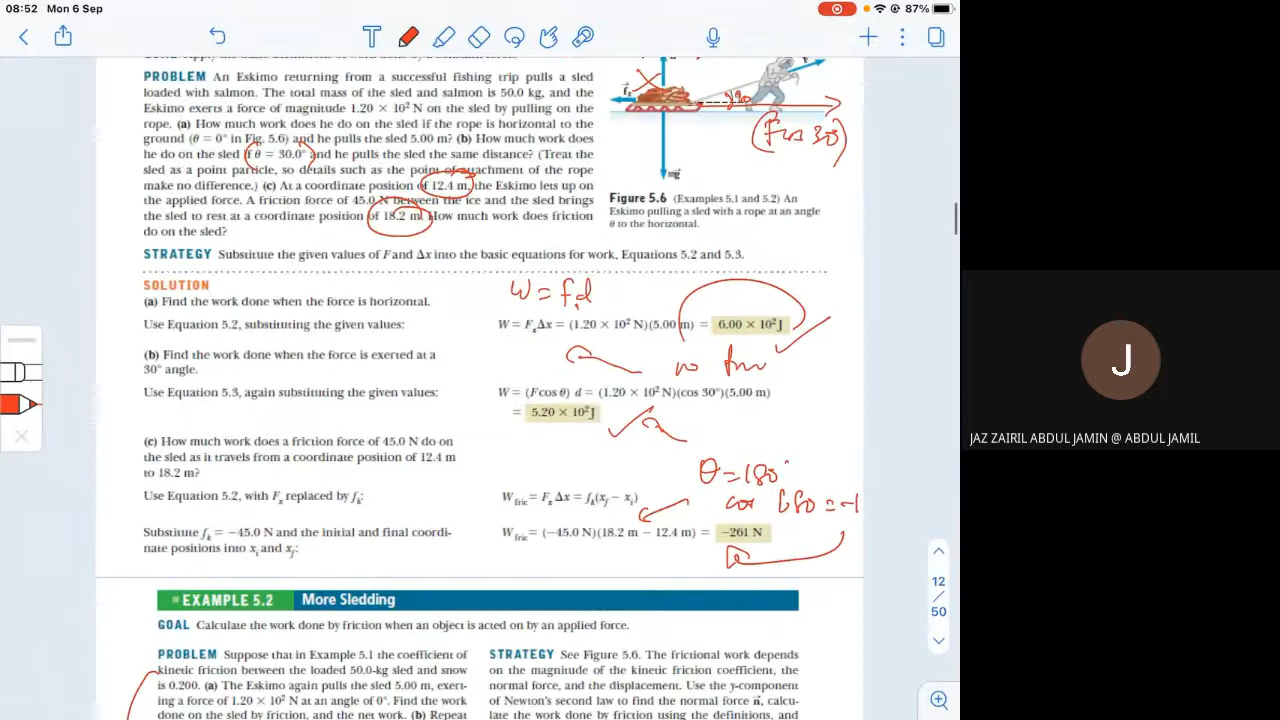 08:52 Mon 6 Sep
87%
PROBLEM An Eskimo returning from a successful fishing trip pulls a sled
loaded with salmon. The total mass of the sled and salmon is 50.0 kg, and the
Eskimo exerts a force of magnitude 1.20 × 10² N on the sled by pulling on the
rope. (a) How much work does he do on the sled if the rope is horizontal to the
ground (θ = 0° in Fig. 5.6) and he pulls the sled 5.00 m? (b) How much work does
he do on the sled if θ = 30.0° and he pulls the sled the same distance? (Treat the
sled as a point particle, so details such as the point of attachment of the rope
make no difference.) (c) At a coordinate position of 12.4 m, the Eskimo lets up on
the applied force. A friction force of 45.0 N between the ice and the sled brings
the sled to rest at a coordinate position of 18.2 m. How much work does friction
do on the sled?
(Fcos 30)
mg
Figure 5.6 (Examples 5.1 and 5.2) An
Eskimo pulling a sled with a rope at an angle
θ to the horizontal.
STRATEGY Substitute the given values of F and Δx into the basic equations for work, Equations 5.2 and 5.3.
SOLUTION
(a) Find the work done when the force is horizontal.
W = F.d
Use Equation 5.2, substituting the given values:
W = FₓΔx = (1.20 × 10² N)(5.00 m) = 6.00 × 10² J
(b) Find the work done when the force is exerted at a
30° angle.
no
Use Equation 5.3, again substituting the given values:
W = (F cos θ) d = (1.20 × 10² N)(cos 30°)(5.00 m)
= 5.20 × 10² J
(c) How much work does a friction force of 45.0 N do on
the sled as it travels from a coordinate position of 12.4 m
to 18.2 m?
θ = 180°
cos 180 = -1
Use Equation 5.2, with Fₓ replaced by fₖ:
W fric = Fₓ Δx = fₖ(x f − x i)
Substitute fₖ = −45.0 N and the initial and final coordi-
nate positions into x i and x f:
W fric = (−45.0 N)(18.2 m − 12.4 m) = −261 N
EXAMPLE 5.2 More Sledding
GOAL Calculate the work done by friction when an object is acted on by an applied force.
PROBLEM Suppose that in Example 5.1 the coefficient of
kinetic friction between the loaded 50.0-kg sled and snow
is 0.200. (a) The Eskimo again pulls the sled 5.00 m, exert-
ing a force of 1.20 × 10² N at an angle of 0°. Find the work
done on the sled by friction, and the net work. (b) Repeat
STRATEGY See Figure 5.6. The frictional work depends
on the magnitude of the kinetic friction coefficient, the
normal force, and the displacement. Use the y-component
of Newton's second law to find the normal force n, calcu-
late the work done by friction using the definitions, and
12
/
50
J
JAZ ZAIRIL ABDUL JAMIN @ ABDUL JAMIL